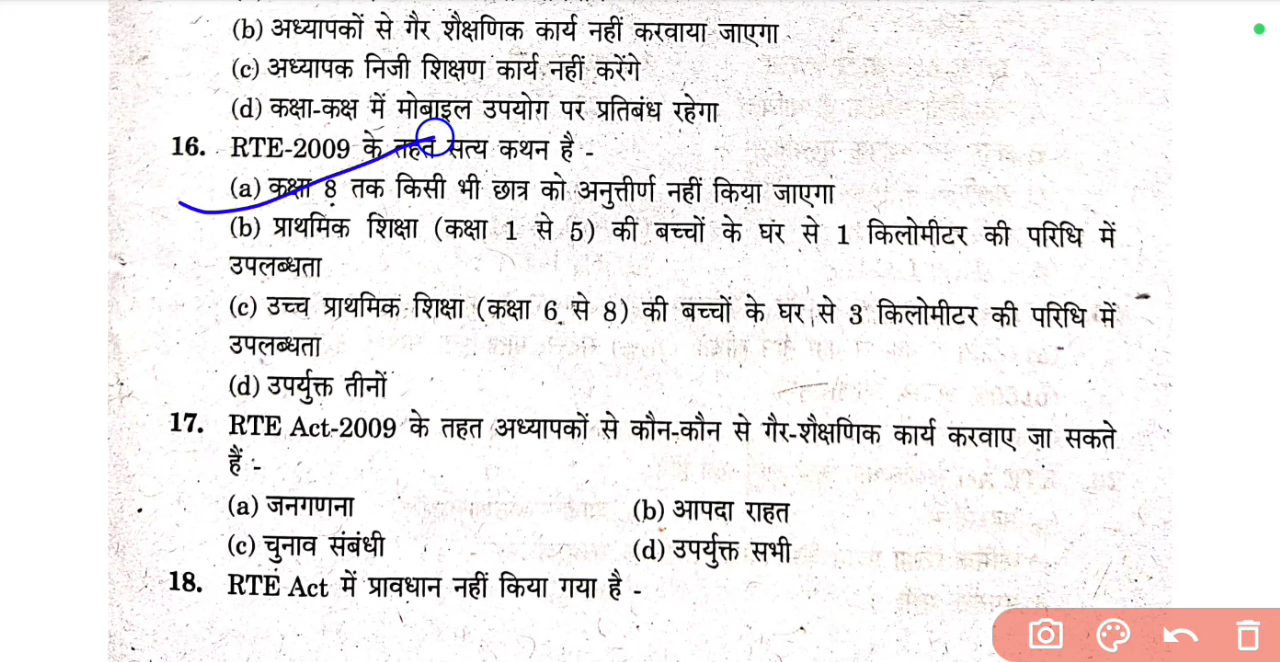 (b) अध्यापकों से गैर शैक्षणिक कार्य नहीं करवाया जाएगा
(c) अध्यापक निजी शिक्षण कार्य नहीं करेंगे
(d) कक्षा-कक्ष में मोबाइल उपयोग पर प्रतिबंध रहेगा
16. RTE-2009 के तहत सत्य कथन है -
(a) कक्षा 8 तक किसी भी छात्र को अनुत्तीर्ण नहीं किया जाएगा
(b) प्राथमिक शिक्षा (कक्षा 1 से 5) की बच्चों के घर से 1 किलोमीटर की परिधि में
उपलब्धता
(c) उच्च प्राथमिक शिक्षा (कक्षा 6 से 8) की बच्चों के घर से 3 किलोमीटर की परिधि में
उपलब्धता
(d) उपर्युक्त तीनों
17. RTE Act-2009 के तहत अध्यापकों से कौन-कौन से गैर-शैक्षणिक कार्य करवाए जा सकते
हैं -
(a) जनगणना (b) आपदा राहत
(c) चुनाव संबंधी (d) उपर्युक्त सभी
18. RTE Act में प्रावधान नहीं किया गया है -